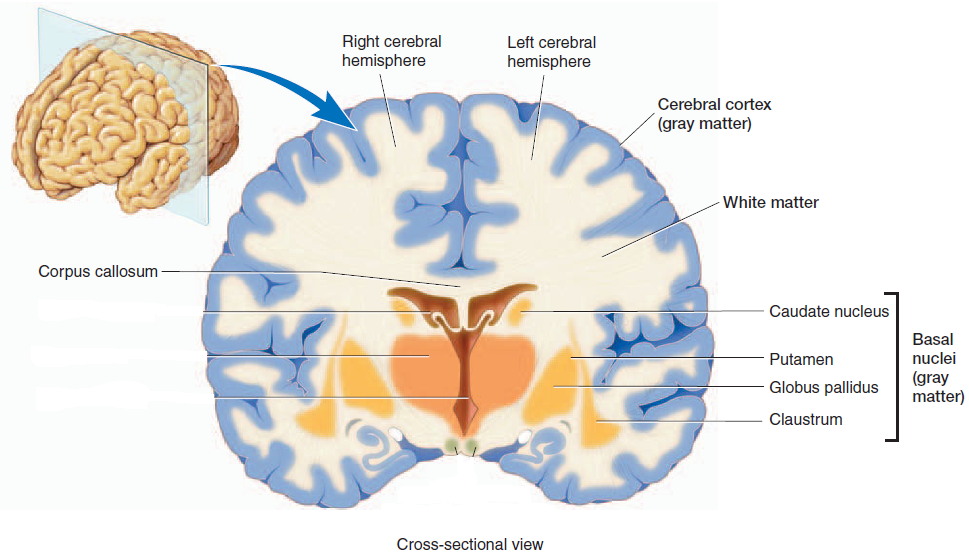 Right cerebral
hemisphere
Left cerebral
hemisphere
Cerebral cortex
(gray matter)
White matter
Corpus callosum
Caudate nucleus
Putamen
Globus pallidus
Claustrum
Basal
nuclei
(gray
matter)
Cross-sectional view